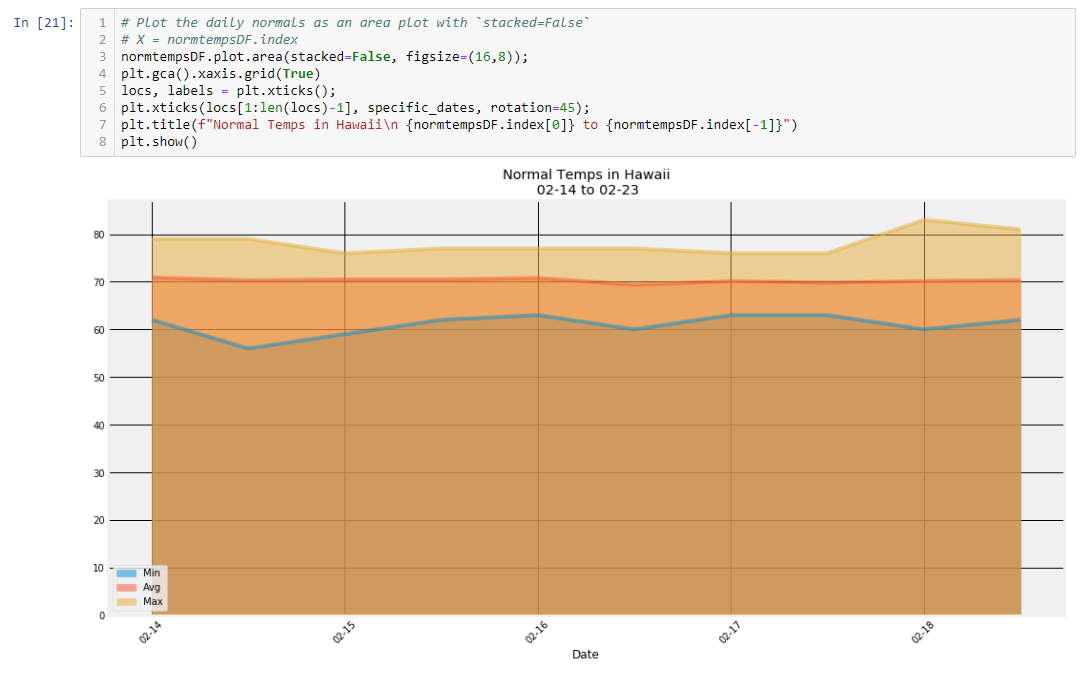 In [21]:
1 # Plot the daily normals as an area plot with `stacked=False`
2 # X = normtempsDF.index
3 normtempsDF.plot.area(stacked=False, figsize=(16,8));
4 plt.gca().xaxis.grid(True)
5 locs, labels = plt.xticks();
6 plt.xticks(locs[1:len(locs)-1], specific_dates, rotation=45);
7 plt.title(f"Normal Temps in Hawaii\n {normtempsDF.index[0]} to {normtempsDF.index[-1]}")
8 plt.show()
Normal Temps in Hawaii
02-14 to 02-23
80
70
60
50
40
30
20
10
0
Min
Avg
Max
02-14 02-15 02-16 02-17 02-18
Date